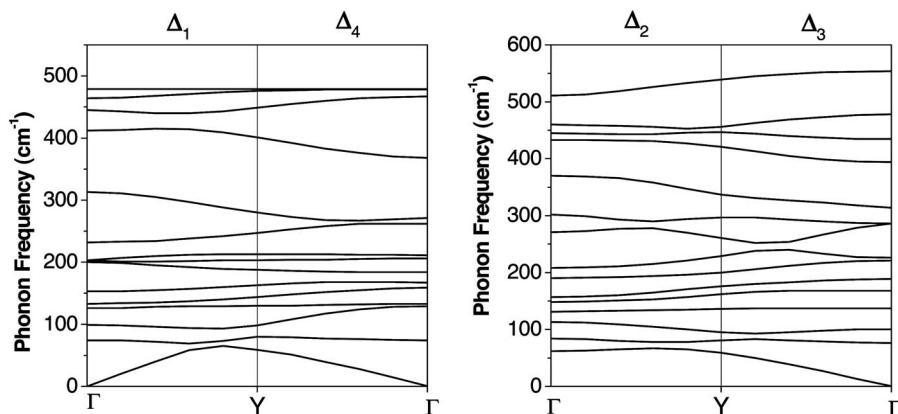 Δ1 Δ4
Phonon Frequency (cm-1)
500
400
300
200
100
0
Γ Y Γ
Δ2 Δ3
Phonon Frequency (cm-1)
600
500
400
300
200
100
0
Γ Y Γ